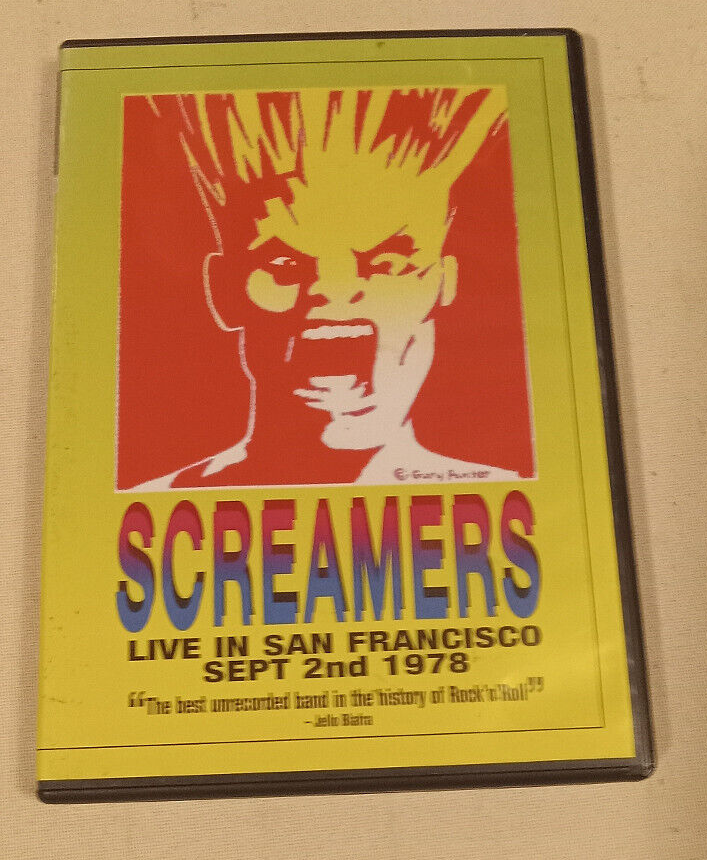 © Gary Panter
SCREAMERS
LIVE IN SAN FRANCISCO
SEPT 2nd 1978
“The best unrecorded band in the history of Rock'n'Roll”
– Jello Biafra